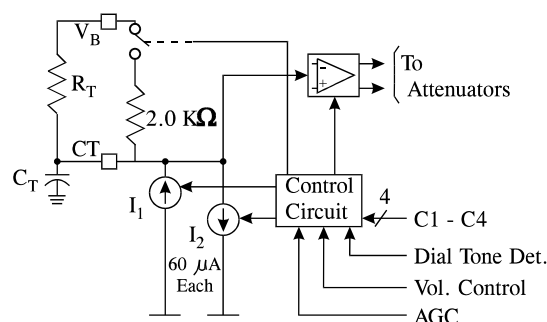 V_B
R_T
2.0 KΩ
CT
C_T
I_1
I_2
60 μA
Each
- 
+
To
Attenuators
Control
Circuit
4
C1 - C4
Dial Tone Det.
Vol. Control
AGC